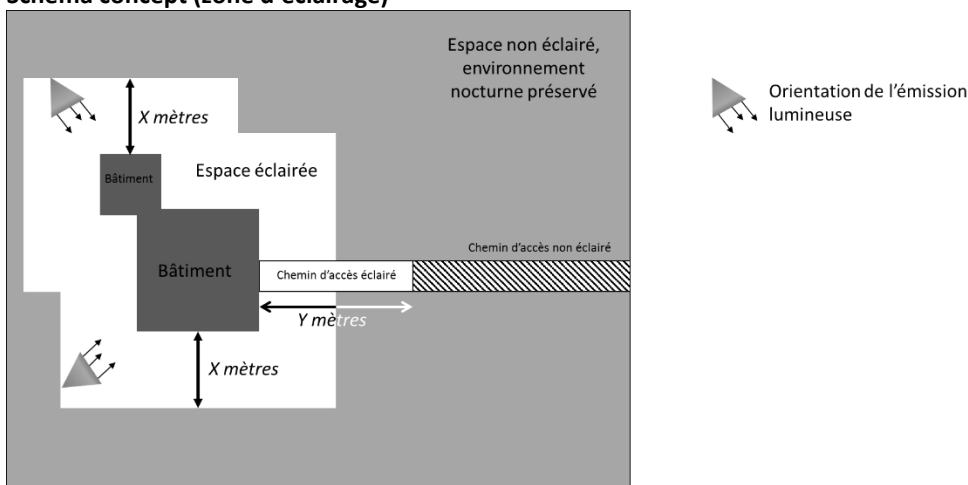 Schéma concept (zone d'éclairage)
Espace non éclairé,
environnement
nocturne préservé
X mètres
Bâtiment
Espace éclairée
Chemin d'accès non éclairé
Bâtiment
Chemin d'accès éclairé
Y mètres
X mètres
Orientation de l'émission
lumineuse